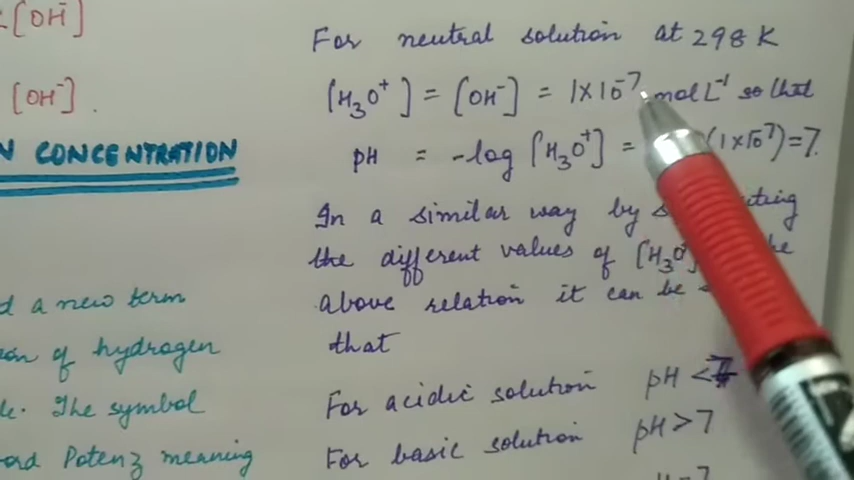 [OH⁻]
[OH⁻].
N CONCENTRATION
d a new term
of hydrogen
The symbol
Potenz meaning
For neutral solution at 298 K
[H₃O⁺] = [OH⁻] = 1×10⁻⁷ mol L⁻¹ so that
pH = -log [H₃O⁺] = (1×10⁻⁷)=7.
In a similar way by
the different values of [H₃O
above relation it can be
that
For acidic solution pH <7
For basic solution pH>7